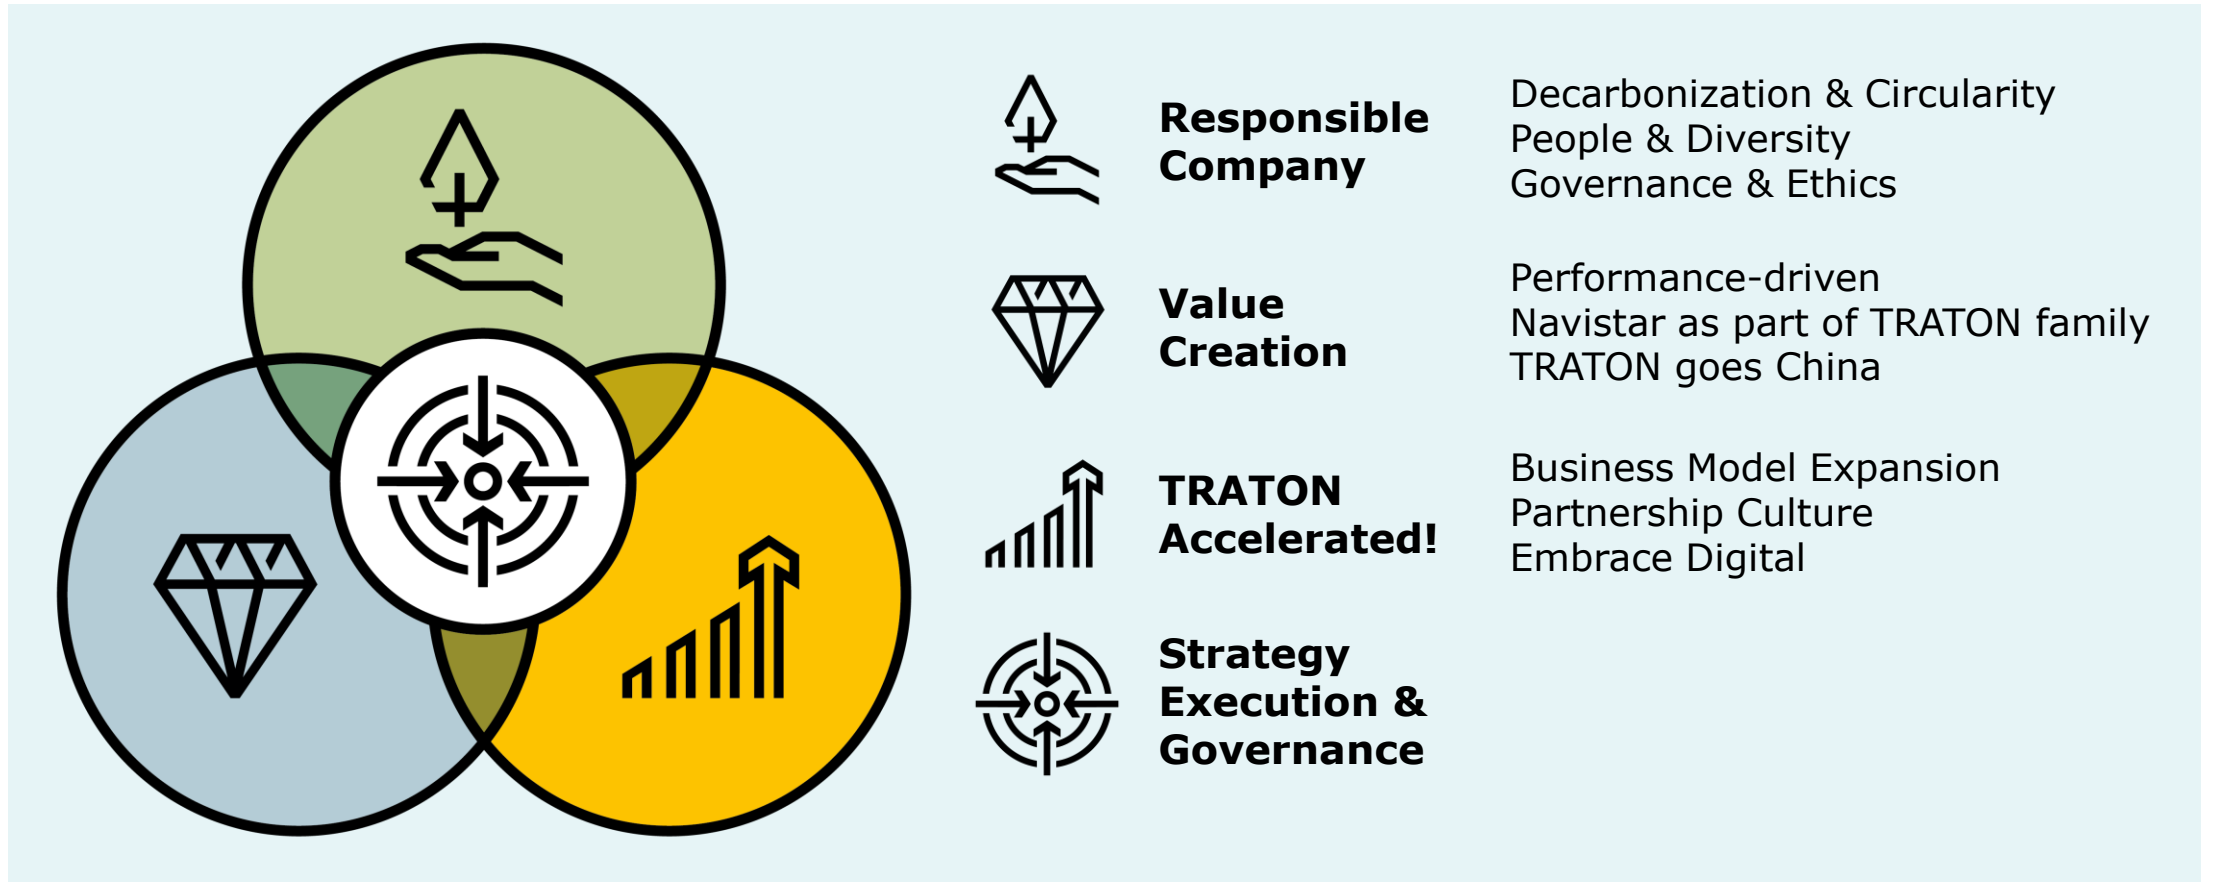 Responsible
Company
Decarbonization & Circularity
People & Diversity
Governance & Ethics
Value
Creation
Performance-driven
Navistar as part of TRATON family
TRATON goes China
TRATON
Accelerated!
Business Model Expansion
Partnership Culture
Embrace Digital
Strategy
Execution &
Governance